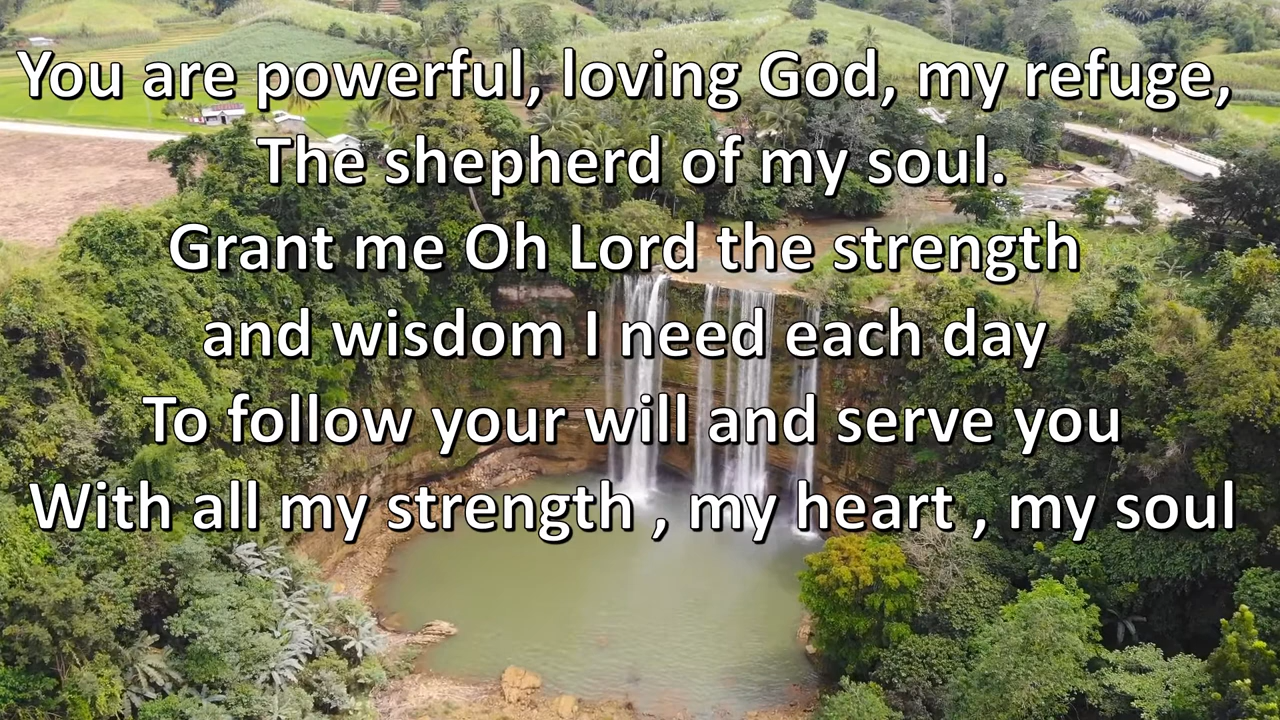 You are powerful, loving God, my refuge,
The shepherd of my soul.
Grant me Oh Lord the strength
and wisdom I need each day
To follow your will and serve you
With all my strength , my heart , my soul